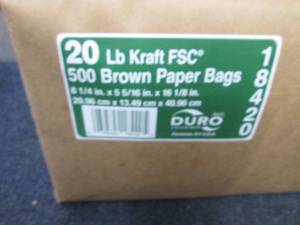 20 Lb Kraft FSC®
500 Brown Paper Bags
8 1/4 in. x 5 5/16 in. x 16 1/8 in.
20.96 cm x 13.49 cm x 40.96 cm
DURO
18420